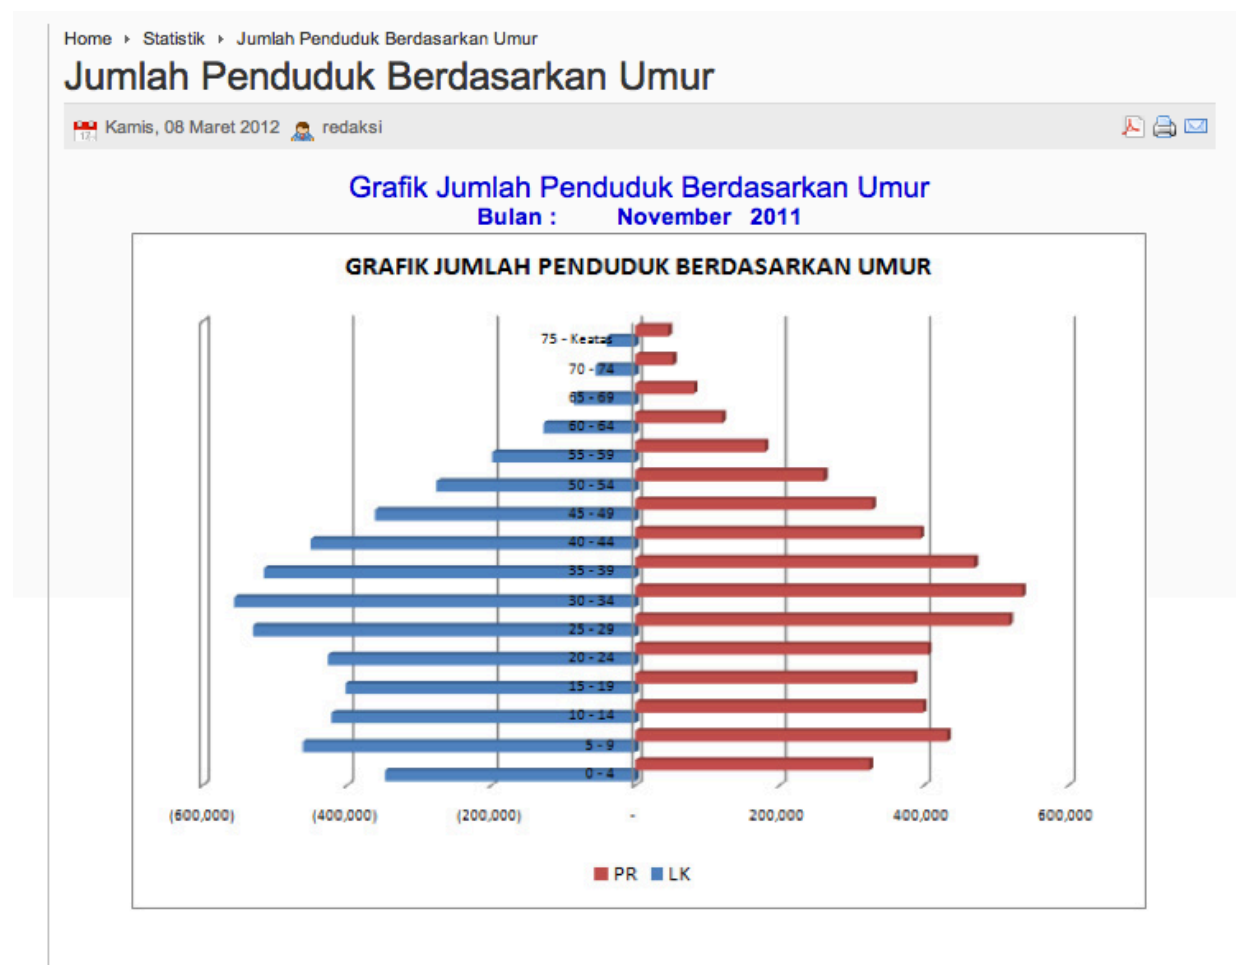 Home ▸ Statistik ▸ Jumlah Penduduk Berdasarkan Umur
Jumlah Penduduk Berdasarkan Umur
Kamis, 08 Maret 2012 redaksi
Grafik Jumlah Penduduk Berdasarkan Umur
Bulan : November 2011
GRAFIK JUMLAH PENDUDUK BERDASARKAN UMUR
75 - Keatas
70 - 74
65 - 69
60 - 64
55 - 59
50 - 54
45 - 49
40 - 44
35 - 39
30 - 34
25 - 29
20 - 24
15 - 19
10 - 14
5 - 9
0 - 4
(600,000) (400,000) (200,000) - 200,000 400,000 600,000
PR LK